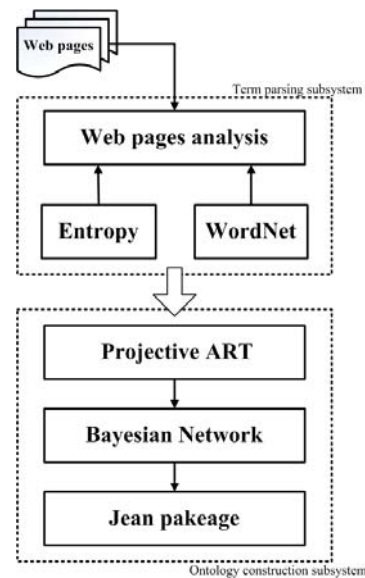 Web pages
Term parsing subsystem
Web pages analysis
Entropy
WordNet
Projective ART
Bayesian Network
Jean pakeage
Ontology construction subsystem